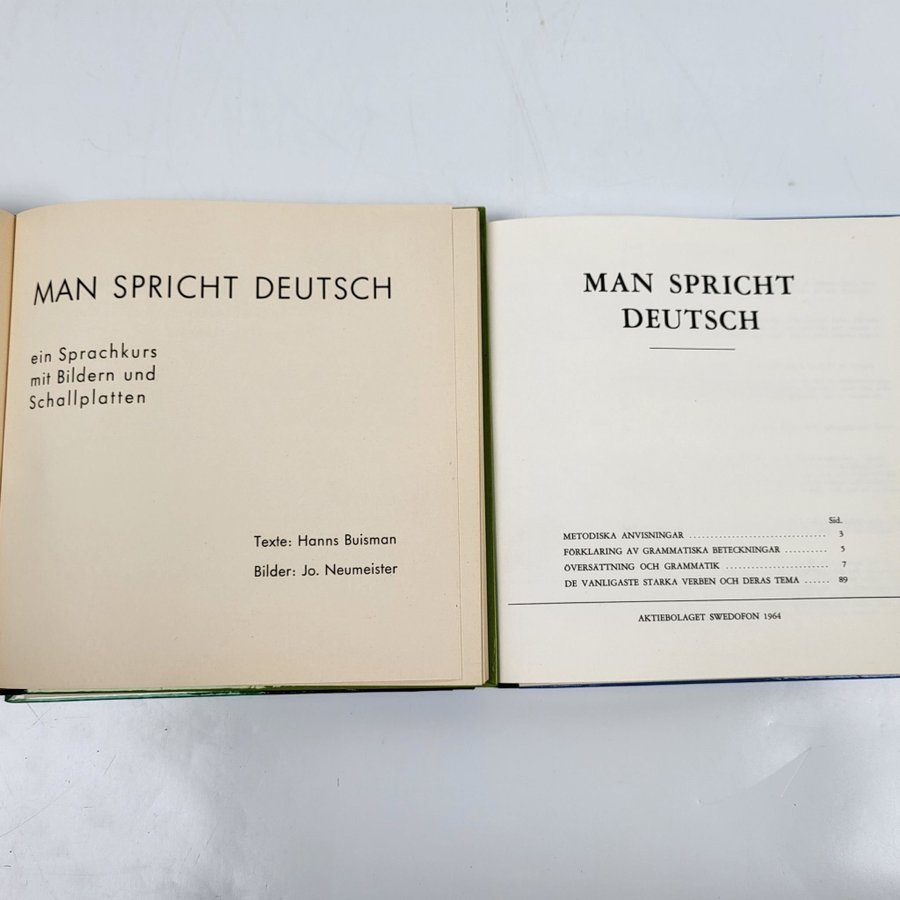 MAN SPRICHT DEUTSCH
ein Sprachkurs
mit Bildern und
Schallplatten
Texte: Hanns Buisman
Bilder: Jo. Neumeister
MAN SPRICHT
DEUTSCH
Sid.
METODISKA ANVISNINGAR ............................ 3
FÖRKLARING AV GRAMMATISKA BETECKNINGAR .......... 5
ÖVERSÄTTNING OCH GRAMMATIK ..................... 7
DE VANLIGASTE STARKA VERBEN OCH DERAS TEMA ...... 89
AKTIEBOLAGET SWEDOFON 1964